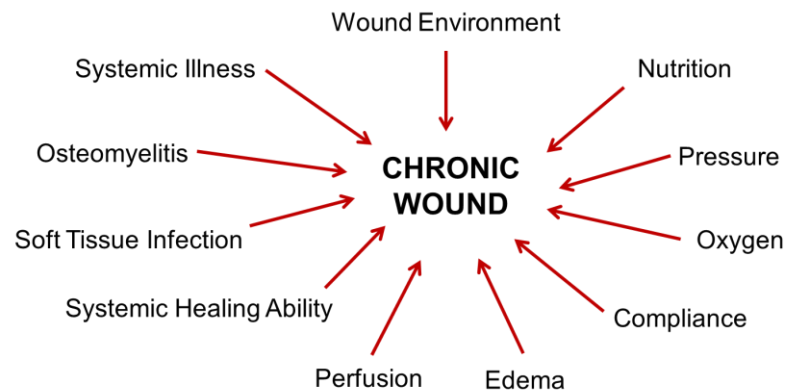 Wound Environment
Systemic Illness
Nutrition
Osteomyelitis
CHRONIC
WOUND
Pressure
Soft Tissue Infection
Oxygen
Systemic Healing Ability
Compliance
Perfusion
Edema